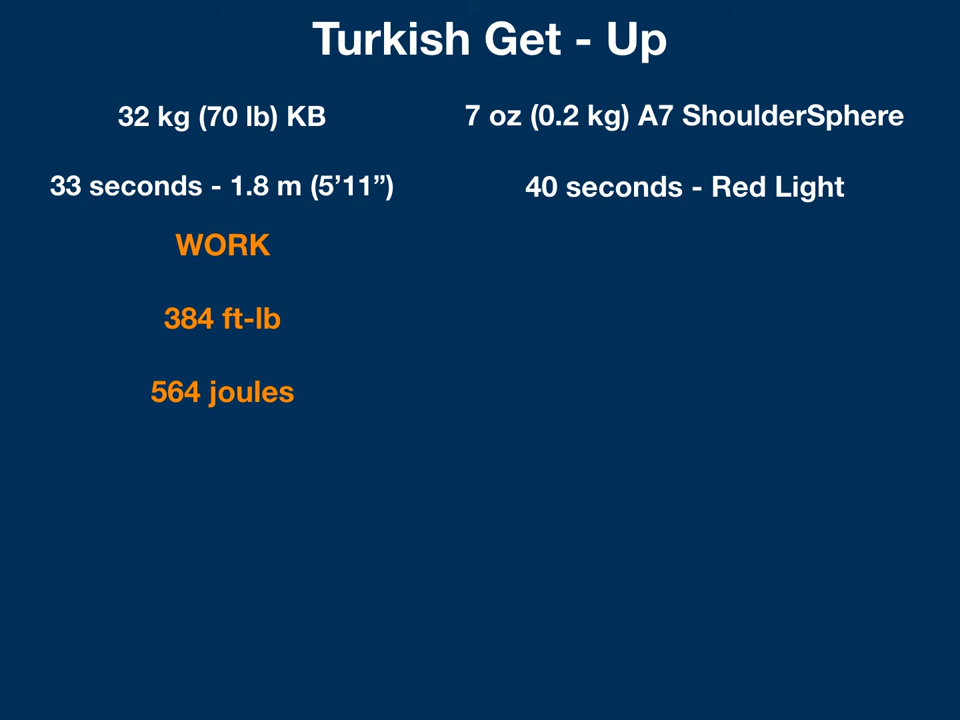 Turkish Get - Up
32 kg (70 lb) KB
33 seconds - 1.8 m (5’11”)
WORK
384 ft-lb
564 joules
7 oz (0.2 kg) A7 ShoulderSphere
40 seconds - Red Light